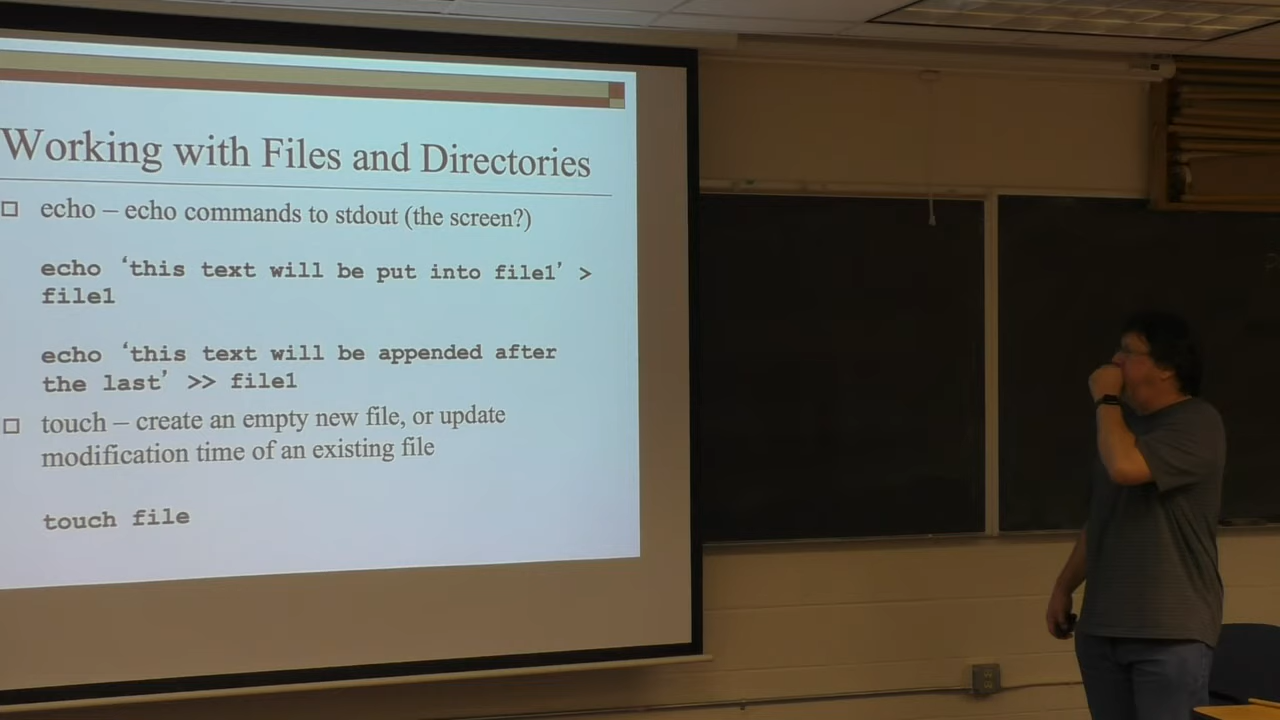 Working with Files and Directories
echo – echo commands to stdout (the screen?)
echo ‘this text will be put into file1’ >
file1
echo ‘this text will be appended after
the last’ >> file1
touch – create an empty new file, or update
modification time of an existing file
touch file